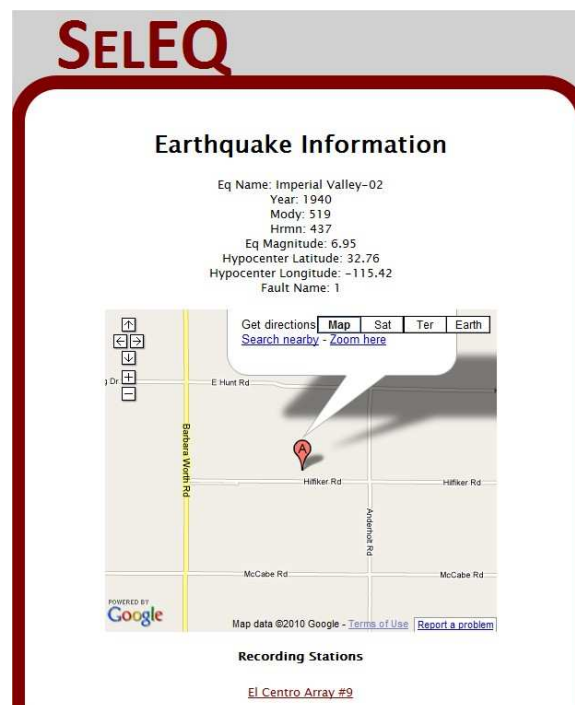 SELEQ
Earthquake Information
Eq Name: Imperial Valley-02
Year: 1940
Mody: 519
Hrmn: 437
Eq Magnitude: 6.95
Hypocenter Latitude: 32.76
Hypocenter Longitude: -115.42
Fault Name: 1
Get directions Map Sat Ter Earth
Search nearby - Zoom here
Dr
E Hunt Rd
Barbara Worth Rd
A
Hilfiker Rd Hilfiker Rd
Anderholt Rd
McCabe Rd McCabe Rd
POWERED BY
Google
Map data ©2010 Google - Terms of Use Report a problem
Recording Stations
El Centro Array #9